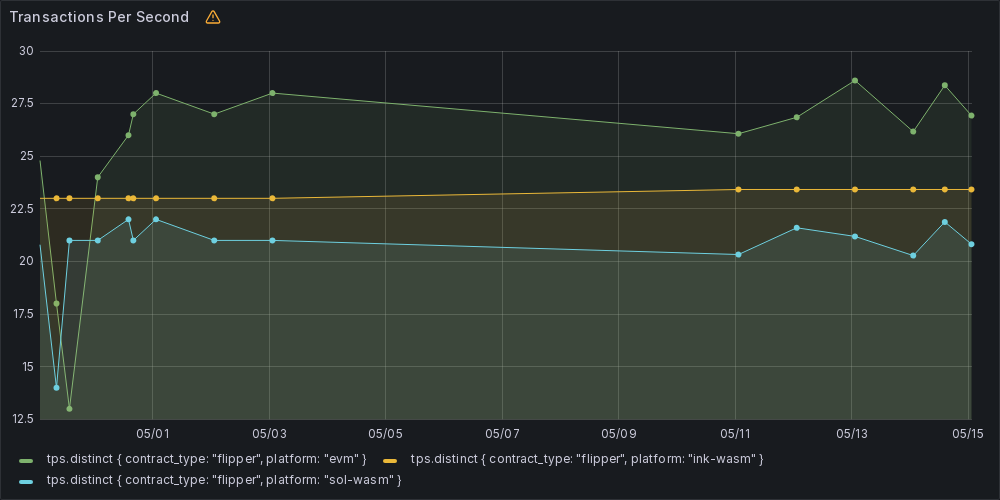 Transactions Per Second
30
27.5
25
22.5
20
17.5
15
12.5
05/01 05/03 05/05 05/07 05/09 05/11 05/13 05/15
tps.distinct { contract_type: "flipper", platform: "evm" } tps.distinct { contract_type: "flipper", platform: "ink-wasm" }
tps.distinct { contract_type: "flipper", platform: "sol-wasm" }